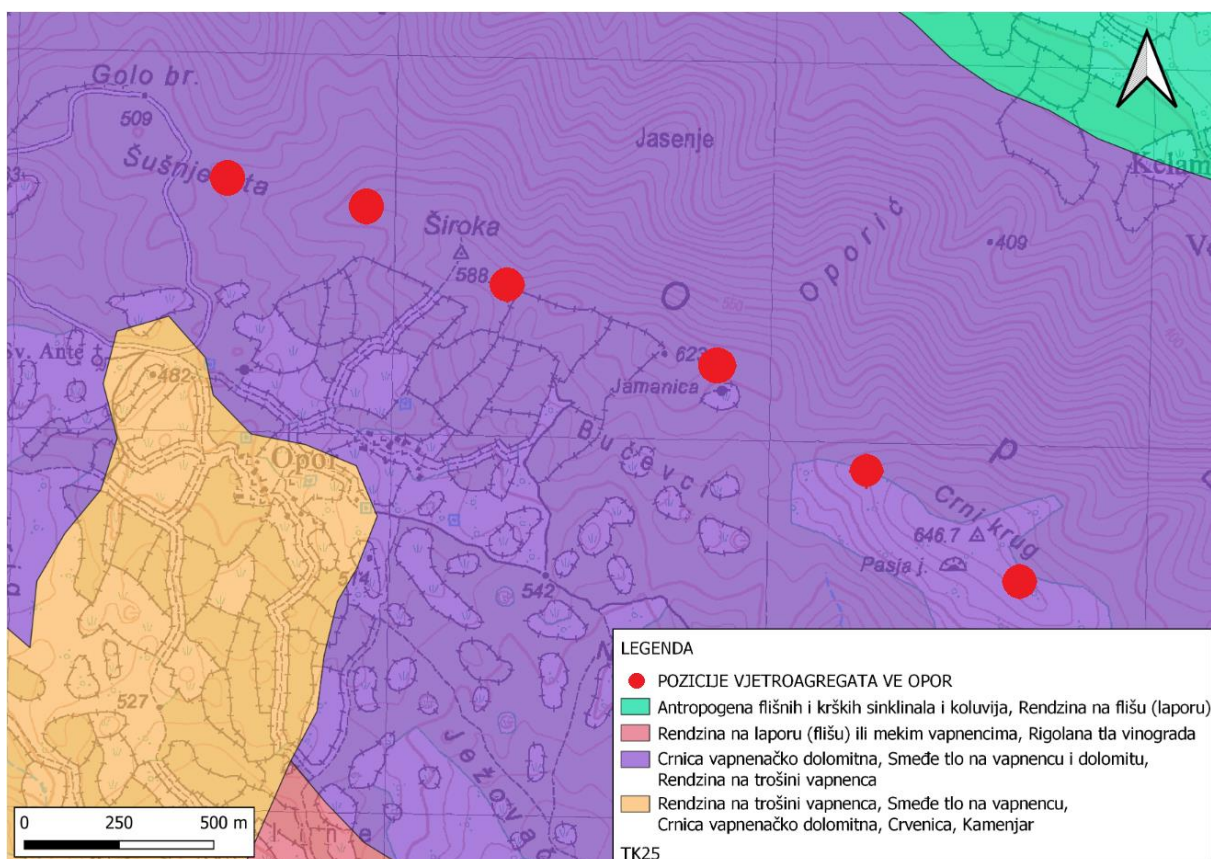 Golo br.
509
Jasenje
Kelam
Široka
588
Oporić
409
O
Sv. Ante
482
623
Jamanica
Bučevci
Opor
P
Crni krug
646.7
Pasja j.
514
542
527
Ježova
LEGENDA
POZICIJE VJETROAGREGATA VE OPOR
Antropogena flišnih i krških sinklinala i koluvija, Rendzina na flišu (laporu)
Rendzina na laporu (flišu) ili mekim vapnencima, Rigolana tla vinograda
Crnica vapnenačko dolomitna, Smeđe tlo na vapnencu i dolomitu,
Rendzina na trošini vapnenca
Rendzina na trošini vapnenca, Smeđe tlo na vapnencu,
Crnica vapnenačko dolomitna, Crvenica, Kamenjar
TK25
0 250 500 m